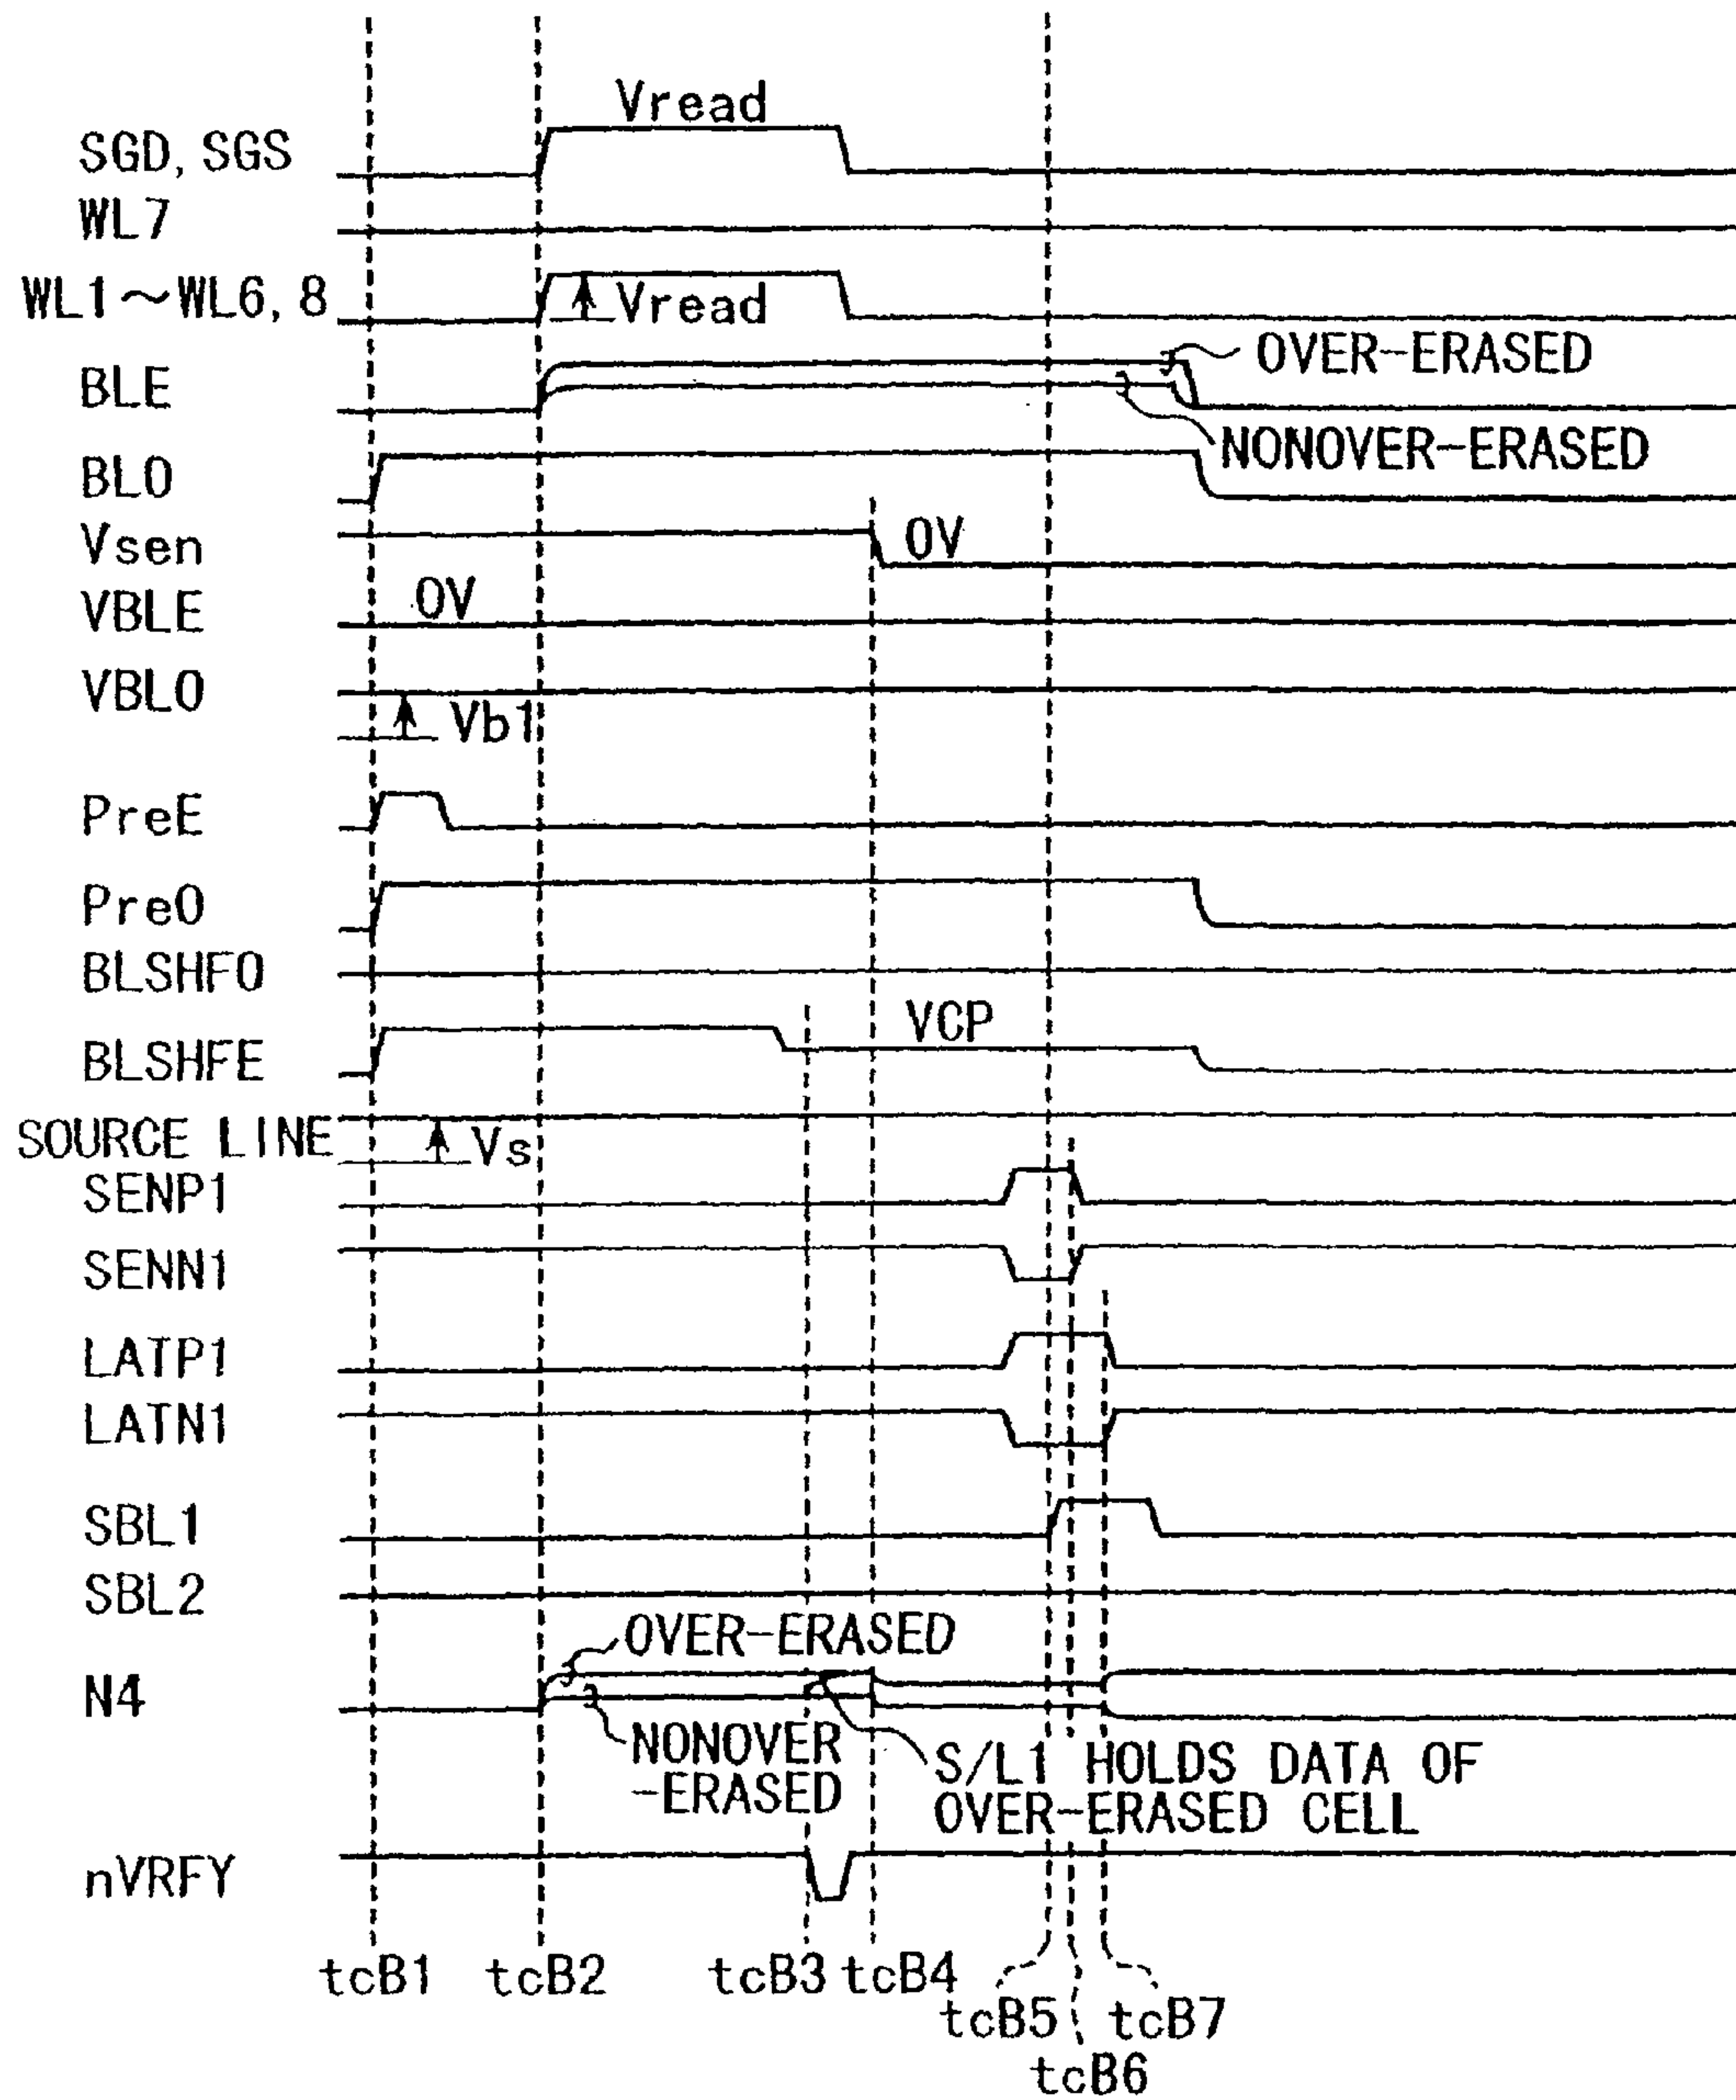 Vread
SGD, SGS
WL7
WL1~WL6, 8
Vread
OVER-ERASED
BLE
NONOVER-ERASED
BLO
Vsen
0V
VBLE
0V
VBLO
Vb1
PreE
PreO
BLSHFO
VCP
BLSHFE
SOURCE LINE
Vs
SENP1
SENN1
LATP1
LATN1
SBL1
SBL2
OVER-ERASED
N4
NONOVER
-ERASED
S/L1 HOLDS DATA OF
OVER-ERASED CELL
nVRFY
tcB1 tcB2 tcB3 tcB4
tcB5 tcB7
tcB6